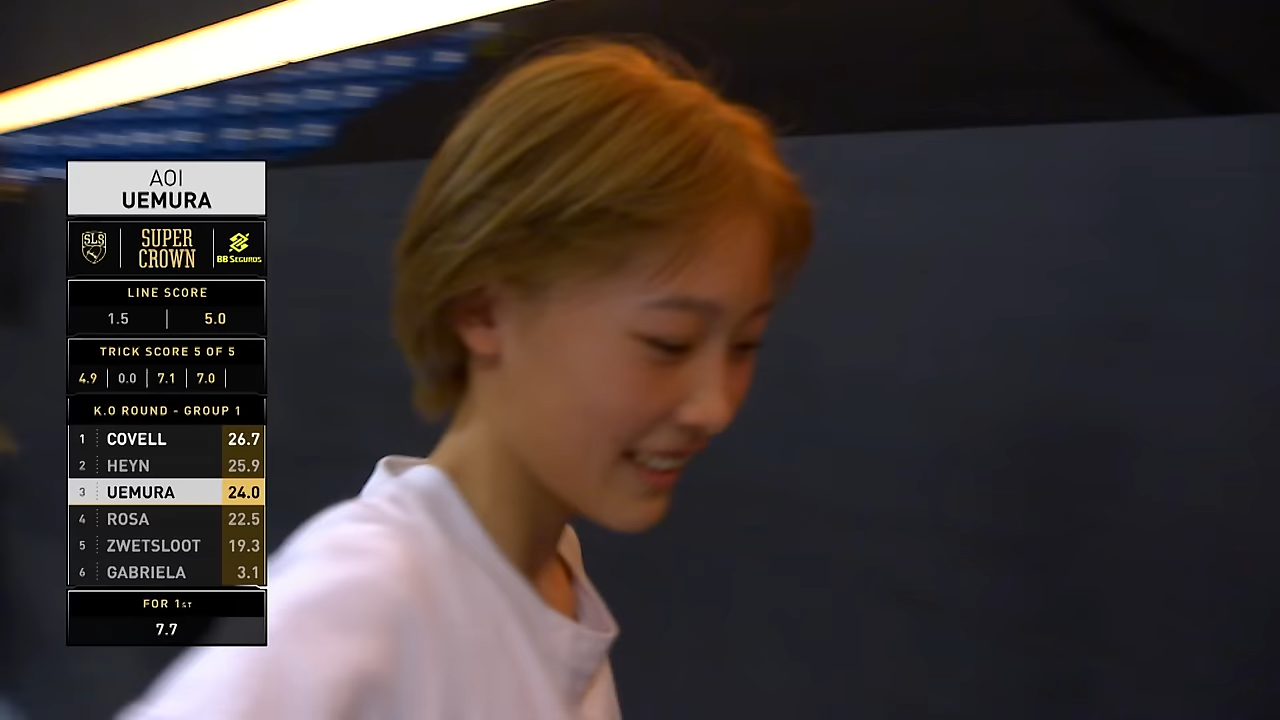 AOI
UEMURA
SLS
SUPER
CROWN
BB SEGUROS
LINE SCORE
1.5 5.0
TRICK SCORE 5 OF 5
4.9 0.0 7.1 7.0
K.O ROUND - GROUP 1
1 COVELL 26.7
2 HEYN 25.9
3 UEMURA 24.0
4 ROSA 22.5
5 ZWETSLOOT 19.3
6 GABRIELA 3.1
FOR 1ST
7.7